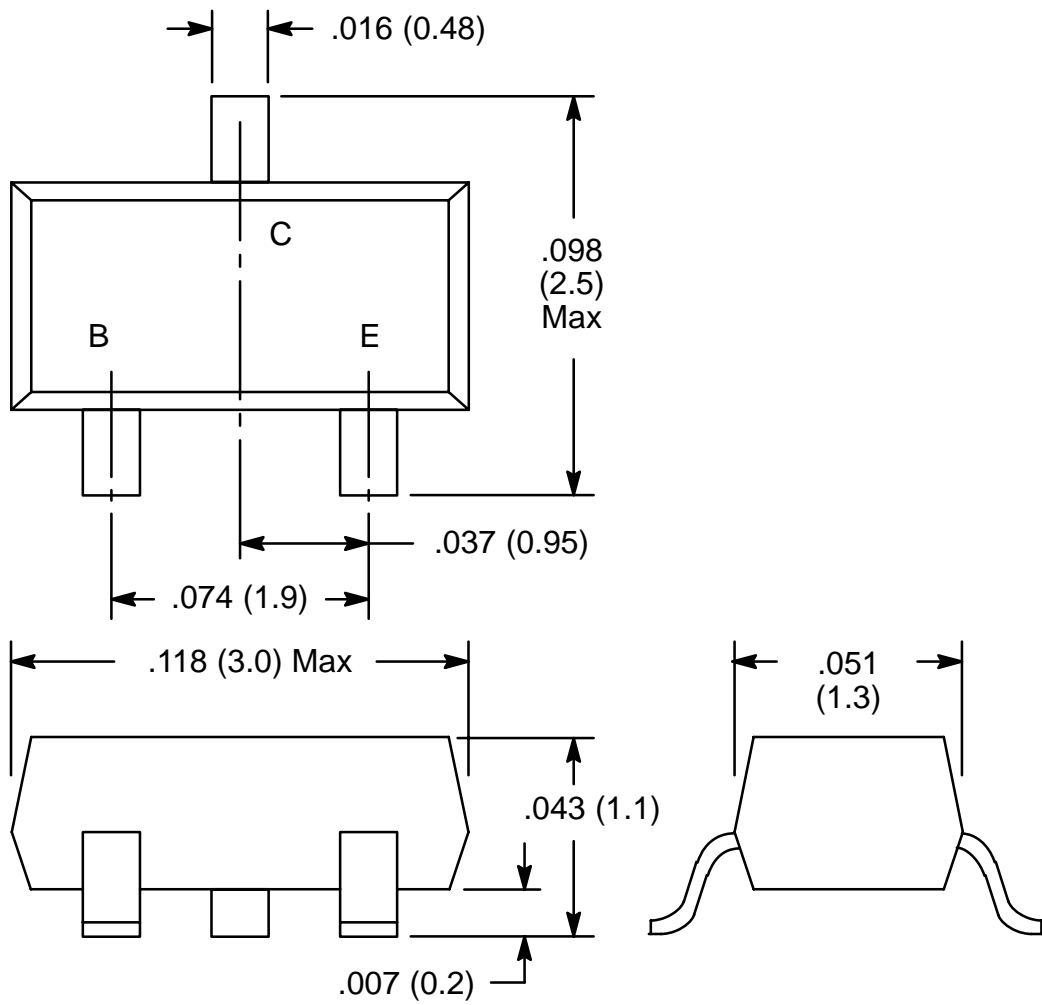 .016 (0.48)
C
.098
(2.5)
Max
B
E
.037 (0.95)
.074 (1.9)
.118 (3.0) Max
.051
(1.3)
.043 (1.1)
.007 (0.2)